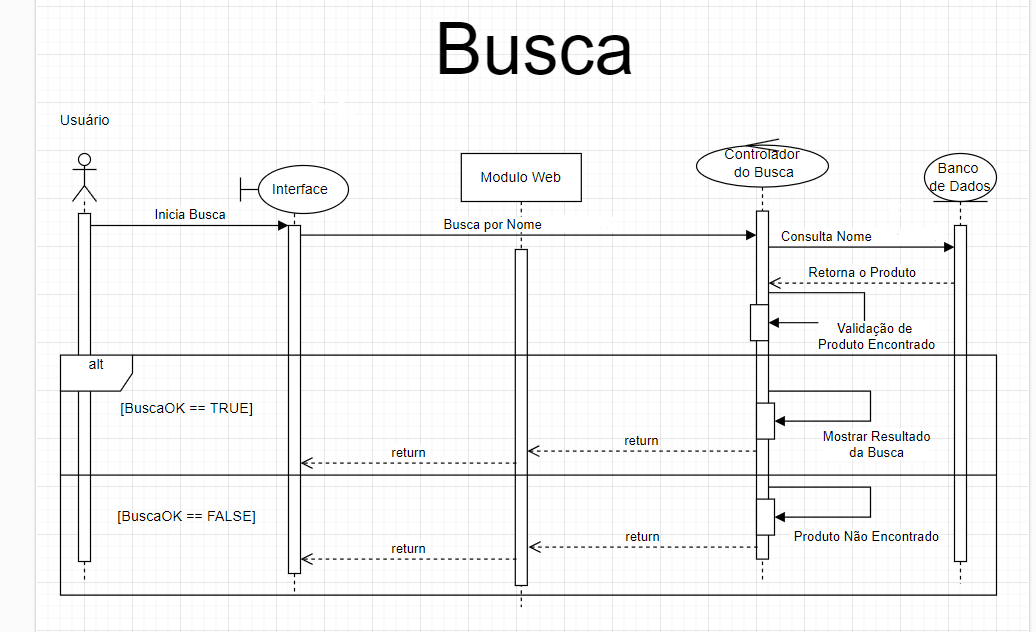 Busca
Usuário
Interface
Modulo Web
Controlador
do Busca
Banco
de Dados
Inicia Busca
Busca por Nome
Consulta Nome
Retorna o Produto
Validação de
Produto Encontrado
alt
[BuscaOK == TRUE]
Mostrar Resultado
da Busca
return
return
[BuscaOK == FALSE]
Produto Não Encontrado
return
return